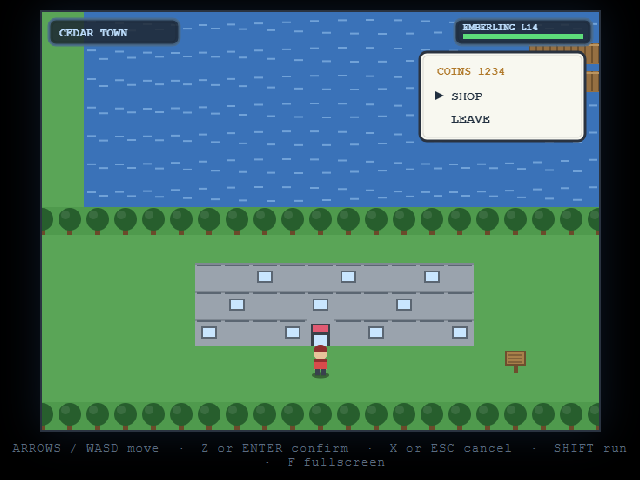 CEDAR TOWN
EMBERLING L14
COINS 1234
▶ SHOP
LEAVE
ARROWS / WASD move · Z or ENTER confirm · X or ESC cancel · SHIFT run
· F fullscreen